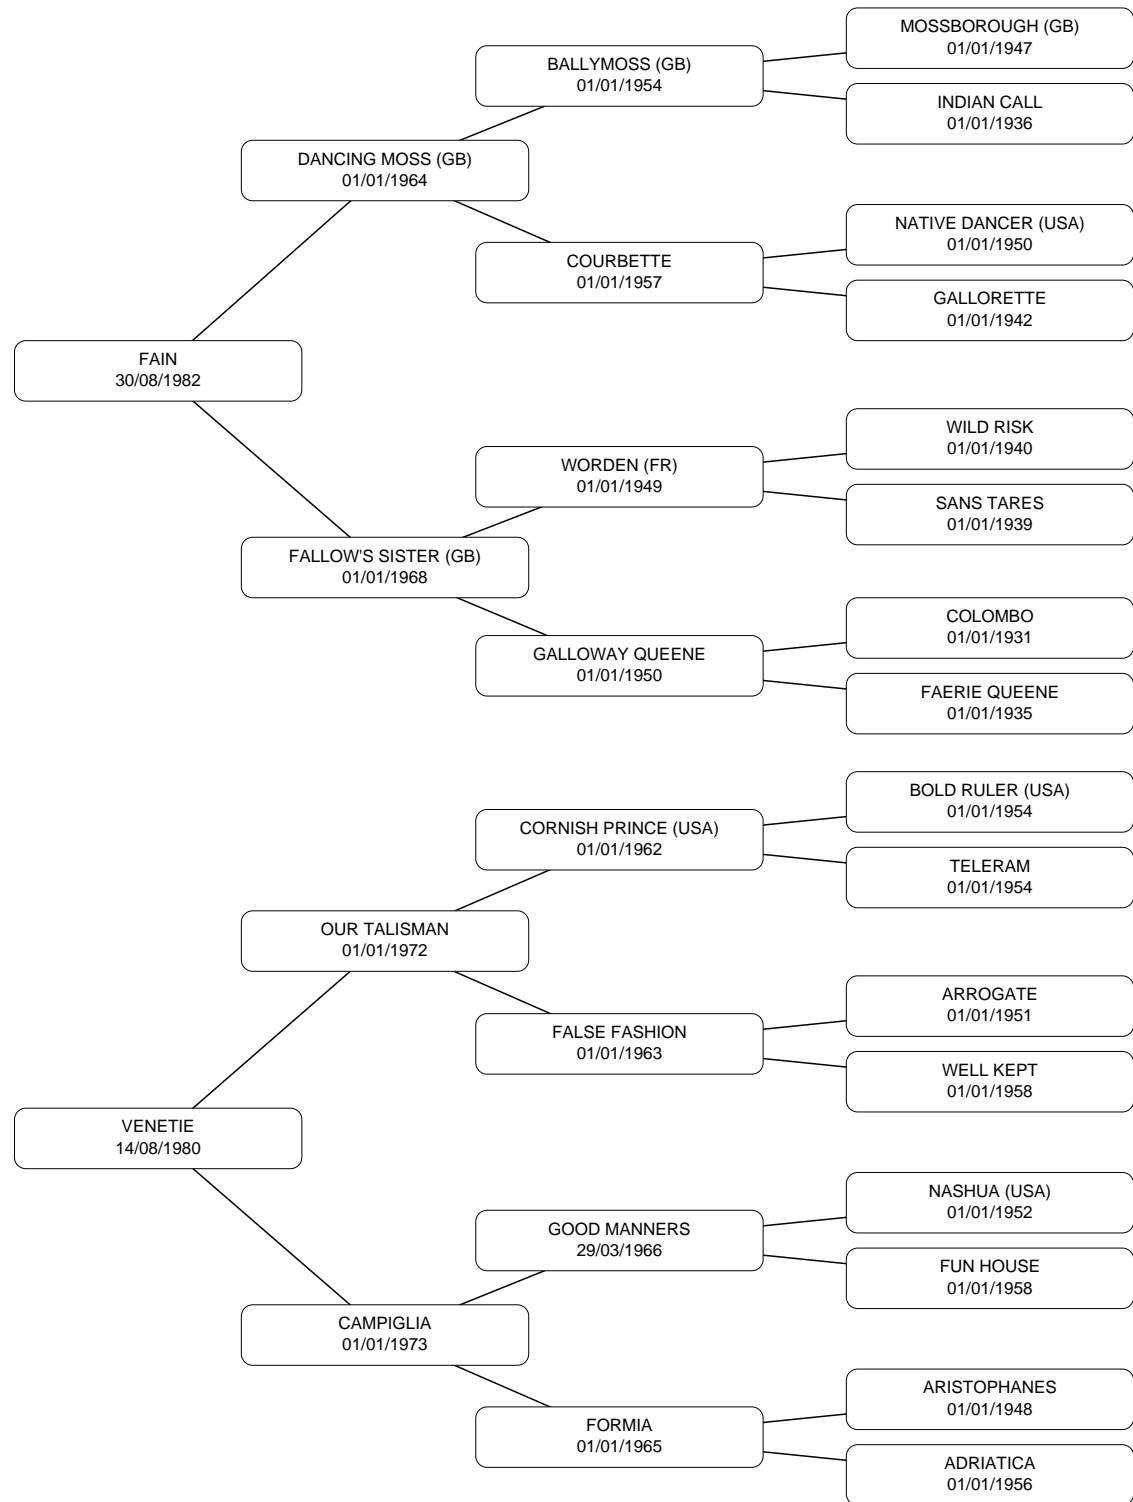 MOSSBOROUGH (GB)
01/01/1947
BALLYMOSS (GB)
01/01/1954
INDIAN CALL
01/01/1936
DANCING MOSS (GB)
01/01/1964
NATIVE DANCER (USA)
01/01/1950
COURBETTE
01/01/1957
GALLORETTE
01/01/1942
FAIN
30/08/1982
WILD RISK
01/01/1940
WORDEN (FR)
01/01/1949
SANS TARES
01/01/1939
FALLOW'S SISTER (GB)
01/01/1968
COLOMBO
01/01/1931
GALLOWAY QUEENE
01/01/1950
FAERIE QUEENE
01/01/1935
BOLD RULER (USA)
01/01/1954
CORNISH PRINCE (USA)
01/01/1962
TELERAM
01/01/1954
OUR TALISMAN
01/01/1972
ARROGATE
01/01/1951
FALSE FASHION
01/01/1963
WELL KEPT
01/01/1958
VENETIE
14/08/1980
NASHUA (USA)
01/01/1952
GOOD MANNERS
29/03/1966
FUN HOUSE
01/01/1958
CAMPIGLIA
01/01/1973
ARISTOPHANES
01/01/1948
FORMIA
01/01/1965
ADRIATICA
01/01/1956